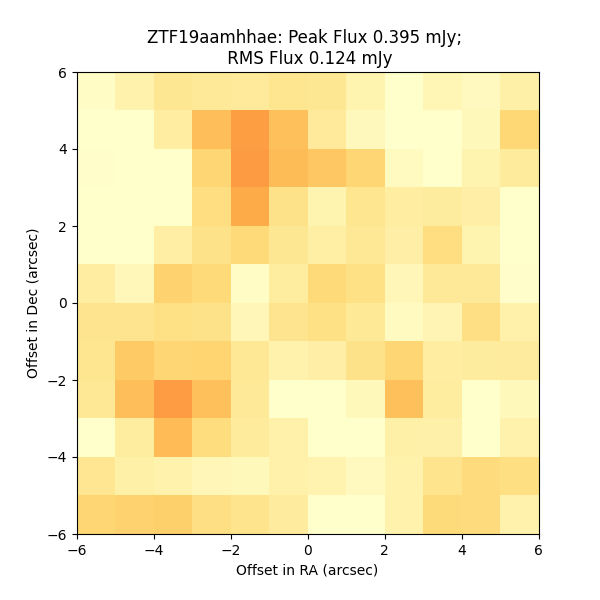 ZTF19aamhhae: Peak Flux 0.395 mJy;
RMS Flux 0.124 mJy
6
4
2
0
−2
−4
−6
Offset in Dec (arcsec)
−6 −4 −2 0 2 4 6
Offset in RA (arcsec)